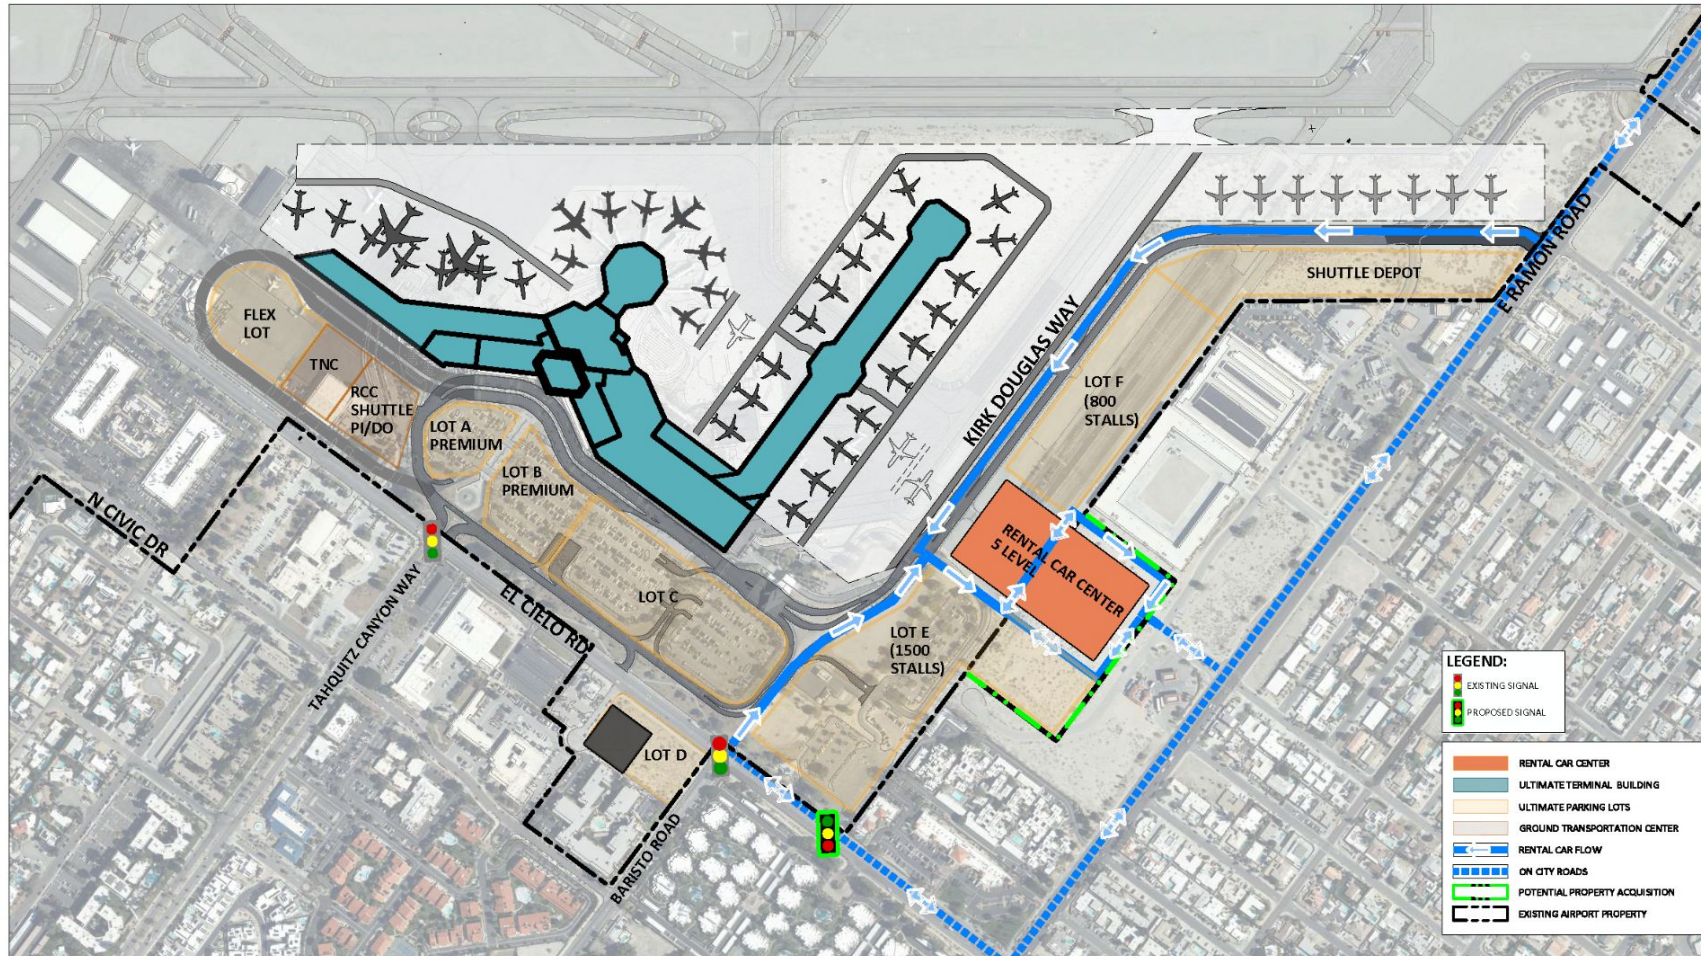 E RAMON ROAD
SHUTTLE DEPOT
KIRK DOUGLAS WAY
FLEX
LOT
TNC
RCC
SHUTTLE
PI/DO
LOT A
PREMIUM
LOT B
PREMIUM
LOT F
(800
STALLS)
N CIVIC DR
TAHQUITZ CANYON WAY
EL CIELO RD
LOT C
RENTAL CAR CENTER
5 LEVEL
LOT E
(1500
STALLS)
LOT D
BARISTO ROAD
LEGEND:
EXISTING SIGNAL
PROPOSED SIGNAL
RENTAL CAR CENTER
ULTIMATE TERMINAL BUILDING
ULTIMATE PARKING LOTS
GROUND TRANSPORTATION CENTER
RENTAL CAR FLOW
ON CITY ROADS
POTENTIAL PROPERTY ACQUISITION
EXISTING AIRPORT PROPERTY